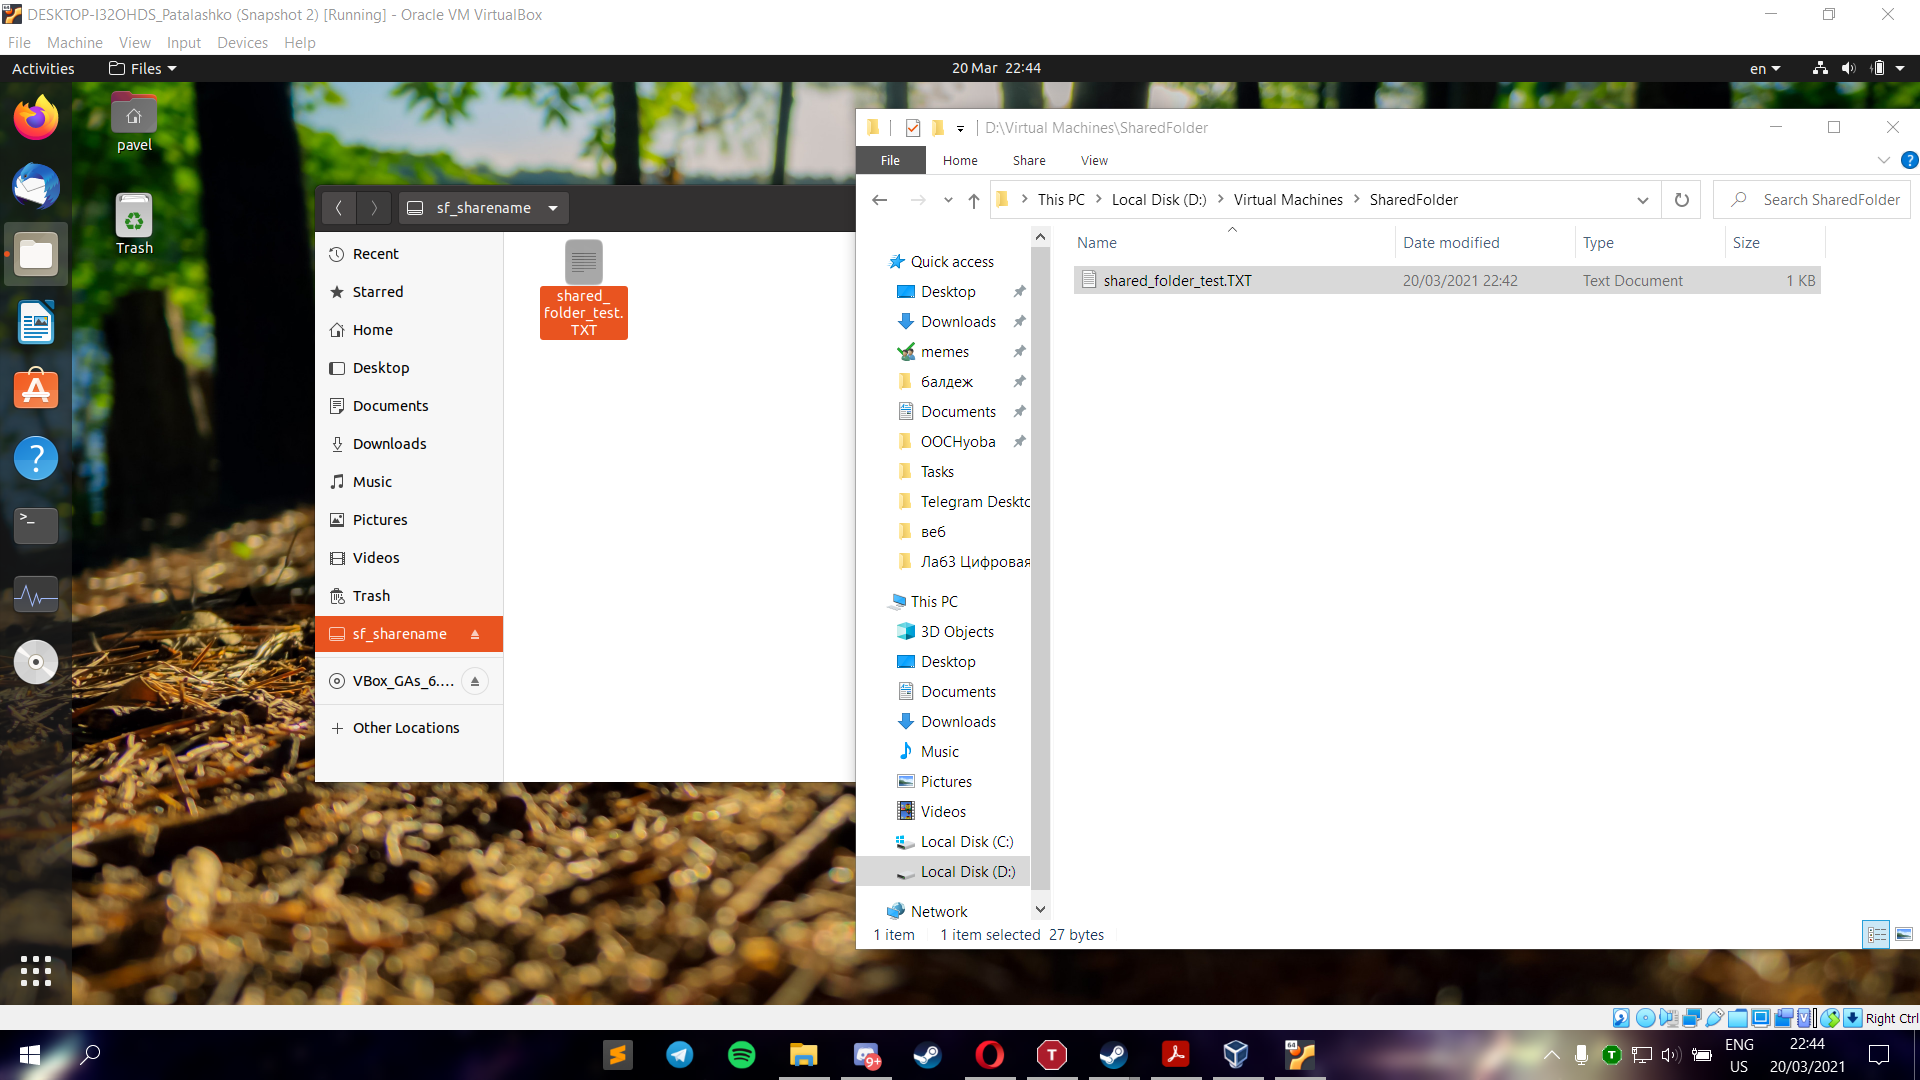 DESKTOP-I32OHDS_Patalashko (Snapshot 2) [Running] - Oracle VM VirtualBox
File Machine View Input Devices Help
Activities Files 20 Mar 22:44 en
pavel
Trash
sf_sharename
Recent
Starred
Home
Desktop
Documents
Downloads
Music
Pictures
Videos
Trash
sf_sharename
VBox_GAs_6....
Other Locations
shared_
folder_test.
TXT
D:\Virtual Machines\SharedFolder
File Home Share View
This PC Local Disk (D:) Virtual Machines SharedFolder Search SharedFolder
Quick access
Desktop
Downloads
memes
балдеж
Documents
OOCHyoba
Tasks
Telegram Deskto
веб
Лаб3 Цифровая
This PC
3D Objects
Desktop
Documents
Downloads
Music
Pictures
Videos
Local Disk (C:)
Local Disk (D:)
Network
Name Date modified Type Size
shared_folder_test.TXT 20/03/2021 22:42 Text Document 1 KB
1 item 1 item selected 27 bytes
Right Ctrl
9+
64
ENG
US
22:44
20/03/2021